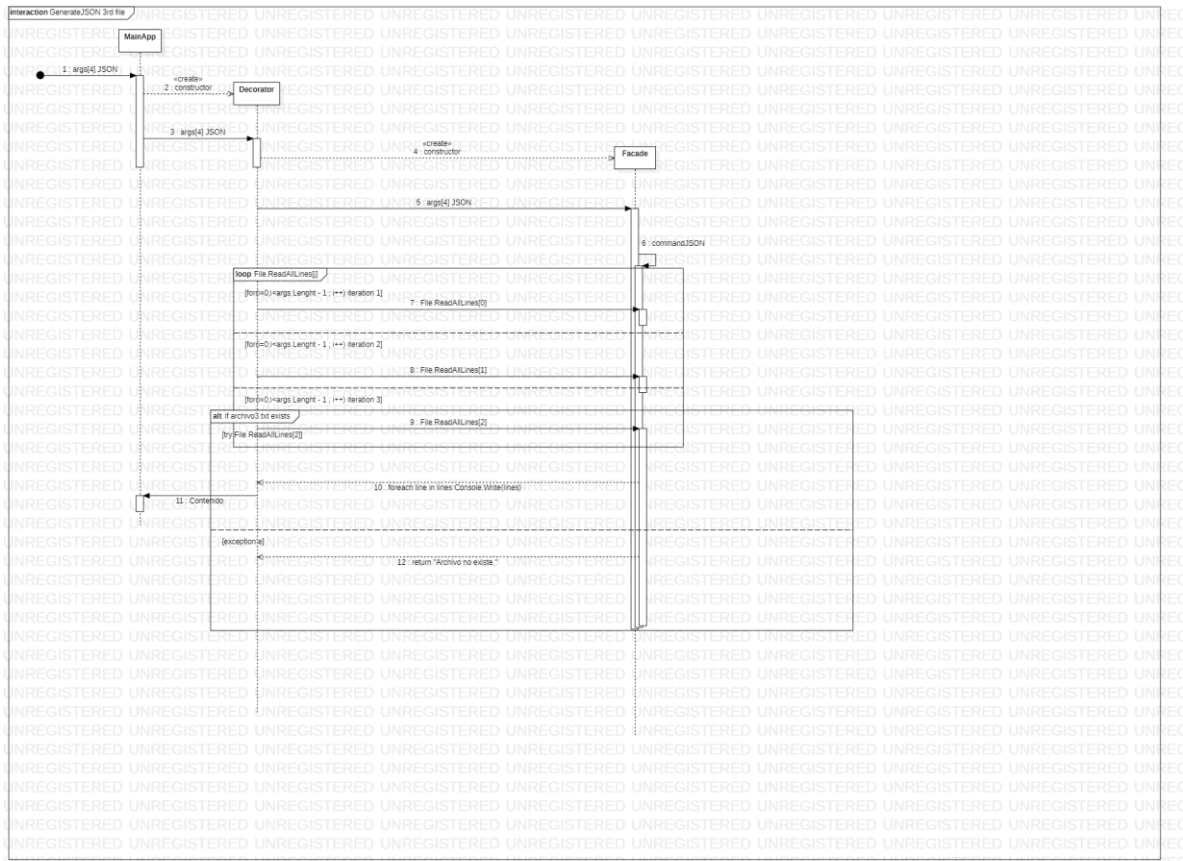 interaction GenerateJSON 3rd file
MainApp
1 : args[4] JSON
«create»
2 : constructor
Decorator
3 : args[4] JSON
«create»
4 : constructor
Facade
5 : args[4] JSON
6 : commandJSON
loop File.ReadAllLines[j]
[for(i=0;i<args.Lenght - 1 ; i++) iteration 1]
7 : File.ReadAllLines[0]
[for(i=0;i<args.Lenght - 1 ; i++) iteration 2]
8 : File.ReadAllLines[1]
[for(i=0;i<args.Lenght - 1 ; i++) iteration 3]
alt if archivo3.txt exists
9 : File.ReadAllLines[2]
[try File.ReadAllLines[2]]
10 : foreach line in lines Console.Write(lines)
11 : Contenido
[exception e]
12 : return "Archivo no existe."
UNREGISTERED